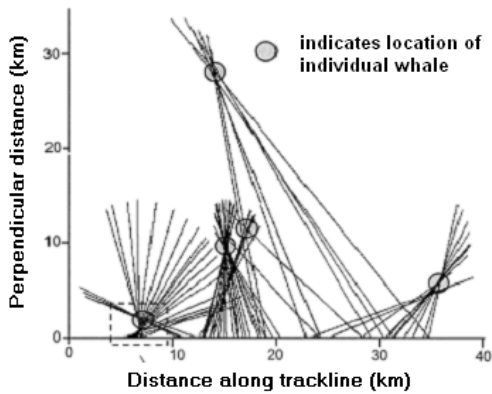 indicates location of
individual whale
Perpendicular distance (km)
30
20
10
0
0 10 20 30 40
Distance along trackline (km)